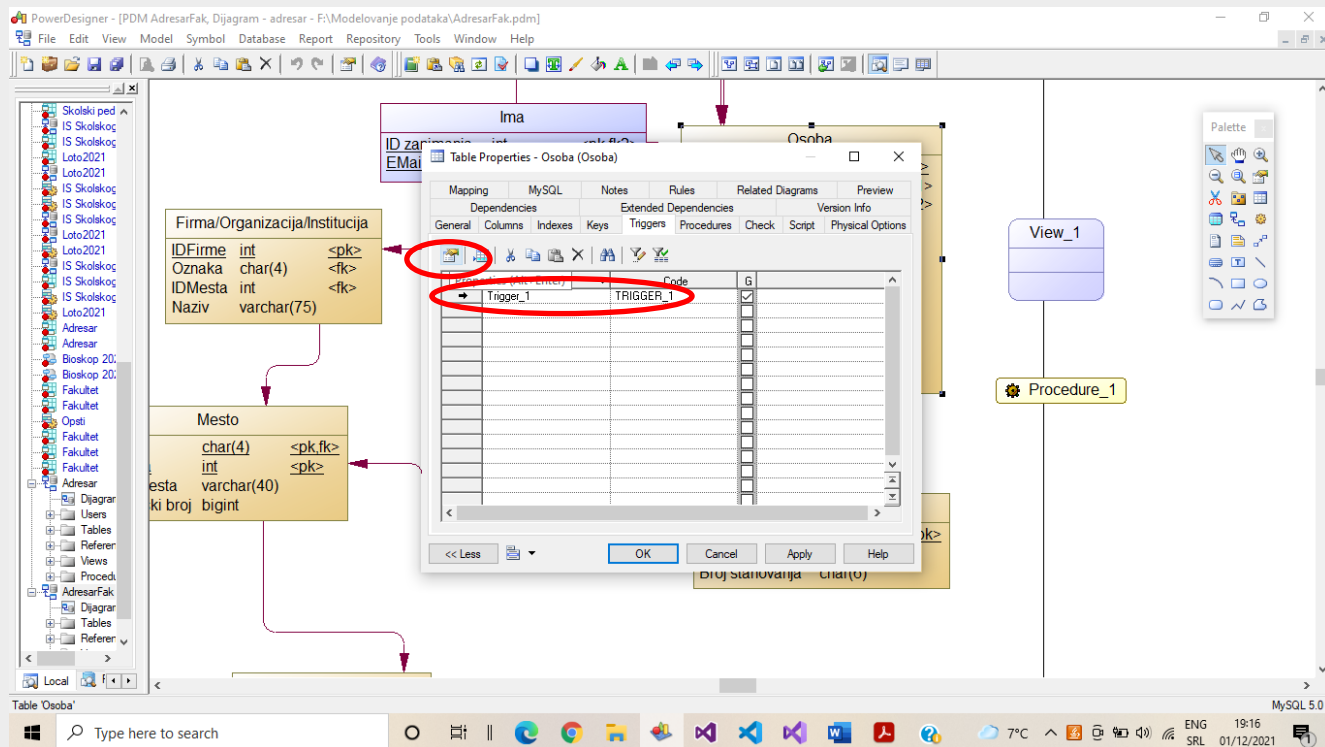 PowerDesigner - [PDM AdresarFak, Dijagram - adresar - F:\Modelovanje podataka\AdresarFak.pdm]
File Edit View Model Symbol Database Report Repository Tools Window Help
Skolski ped
IS Skolskog
IS Skolskog
Loto2021
Loto2021
IS Skolskog
IS Skolskog
IS Skolskog
Loto2021
Loto2021
IS Skolskog
IS Skolskog
IS Skolskog
Loto2021
Adresar
Adresar
Bioskop 202
Bioskop 202
Fakultet
Fakultet
Opsti
Fakultet
Fakultet
Fakultet
Adresar
Dijagram
Users
Tables
Referen
Views
Procedu
AdresarFak
Dijagram
Tables
Referen
Local
Ima
ID zanimanja int <pk,fk2>
EMai
Osoba
Firma/Organizacija/Institucija
IDFirme int <pk>
Oznaka char(4) <fk>
IDMesta int <fk>
Naziv varchar(75)
Mesto
char(4) <pk,fk>
int <pk>
esta varchar(40)
ki broj bigint
Table Properties - Osoba (Osoba)
Mapping MySQL Notes Rules Related Diagrams Preview
Dependencies Extended Dependencies Version Info
General Columns Indexes Keys Triggers Procedures Check Script Physical Options
Properties (Alt+Enter) Code G
Trigger_1 TRIGGER_1
<< Less OK Cancel Apply Help
k>
Broj stanovanja char(6)
View_1
Procedure_1
Palette
Table 'Osoba' MySQL 5.0
Type here to search
7°C
ENG
SRL
19:16
01/12/2021
1